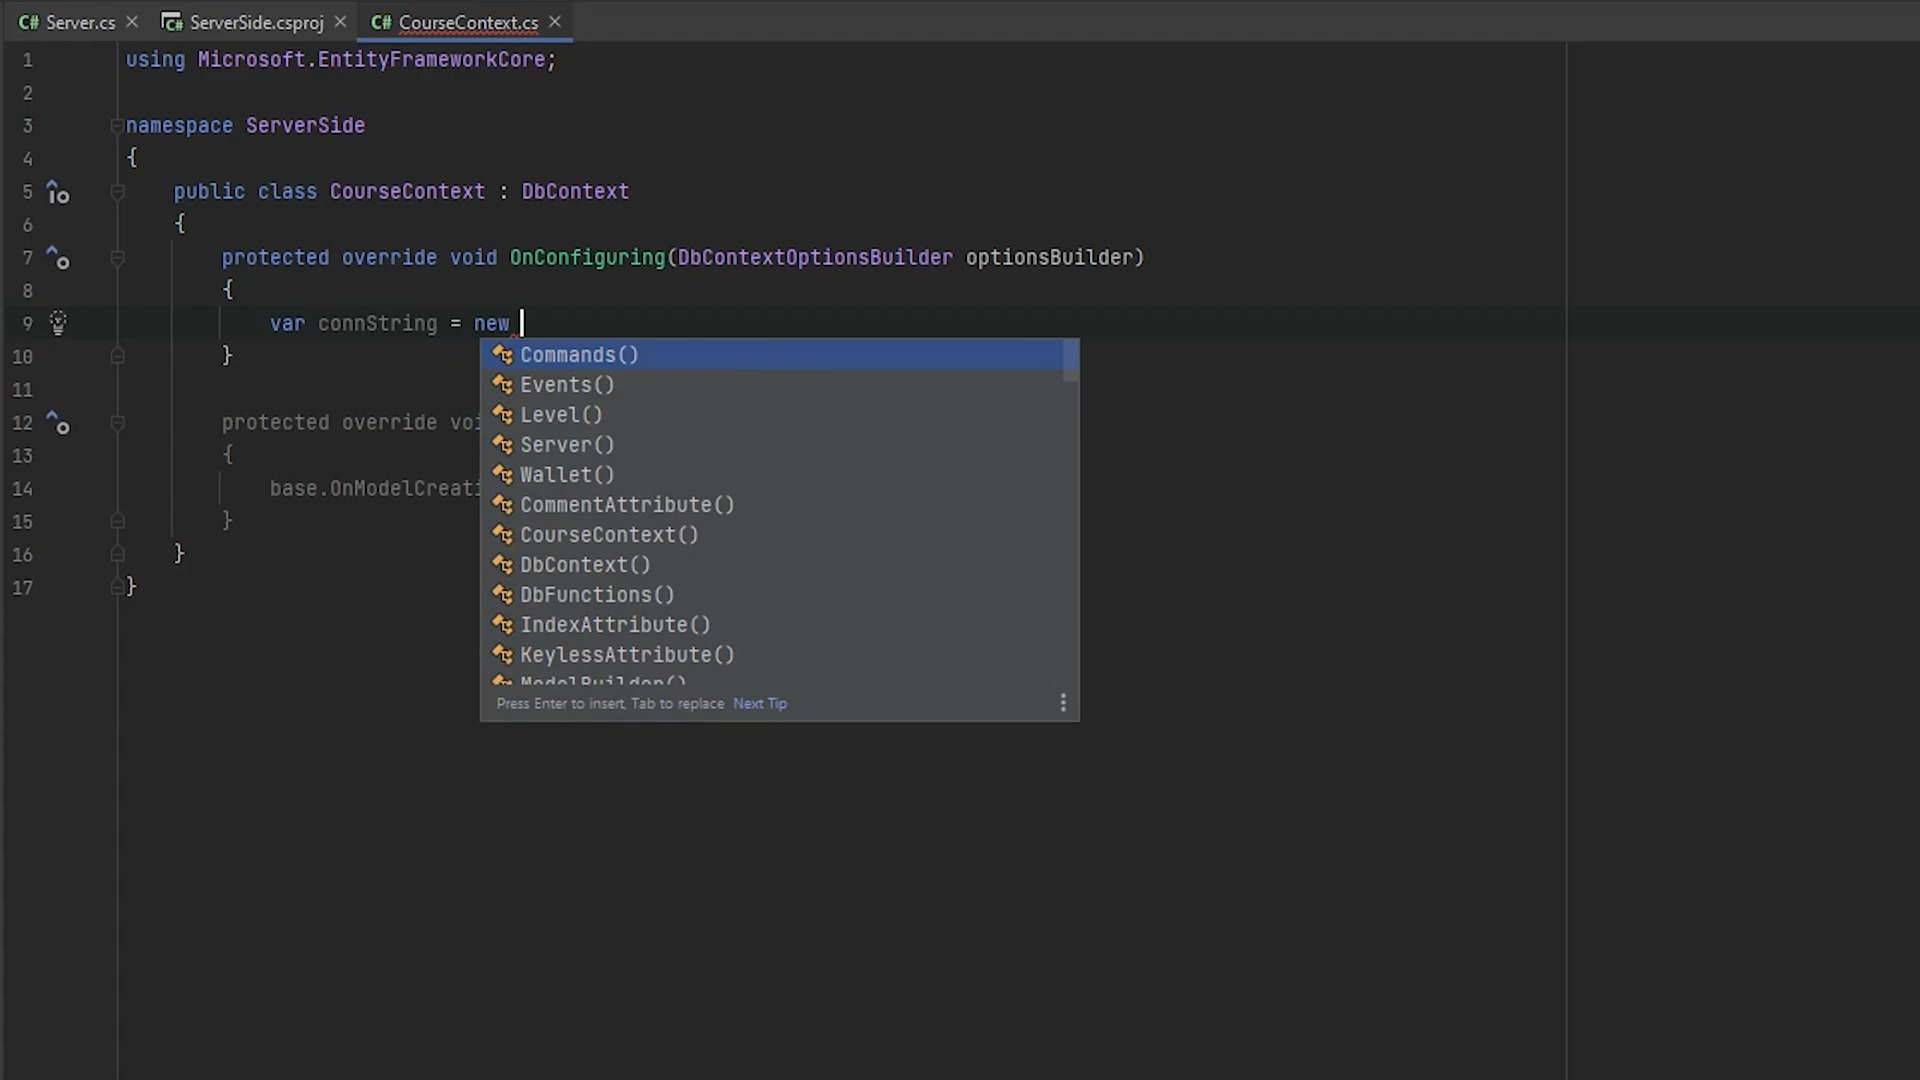 C# Server.cs × C# ServerSide.csproj × C# CourseContext.cs ×
1 using Microsoft.EntityFrameworkCore;
2
3 namespace ServerSide
4 {
5 public class CourseContext : DbContext
6 {
7 protected override void OnConfiguring(DbContextOptionsBuilder optionsBuilder)
8 {
9 var connString = new
10 }
11
12 protected override voi
13 {
14 base.OnModelCreati
15 }
16 }
17 }
Commands()
Events()
Level()
Server()
Wallet()
CommentAttribute()
CourseContext()
DbContext()
DbFunctions()
IndexAttribute()
KeylessAttribute()
ModelBuilder()
Press Enter to insert, Tab to replace Next Tip